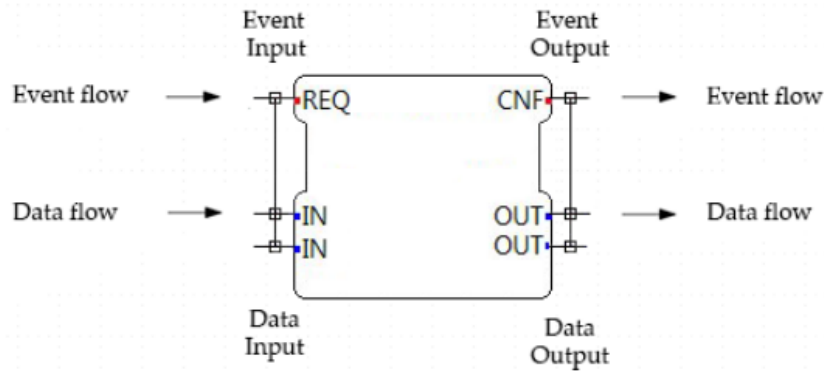 Event
Input
Event
Output
Event flow
REQ
CNF
Event flow
Data flow
IN
OUT
Data flow
IN
OUT
Data
Input
Data
Output